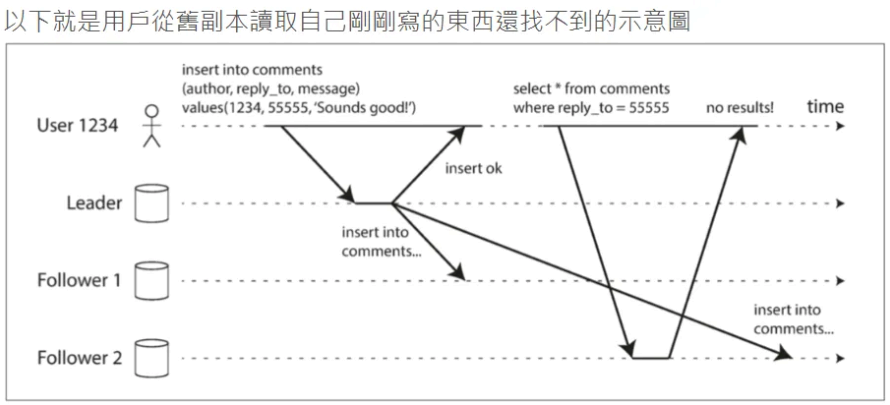 以下就是用戶從舊副本讀取自己剛剛寫的東西還找不到的示意圖
insert into comments
(author, reply_to, message)
values(1234, 55555, ‘Sounds good!’)
select * from comments
where reply_to = 55555
no results!
time
User 1234
insert ok
Leader
insert into
comments...
Follower 1
insert into
comments...
Follower 2